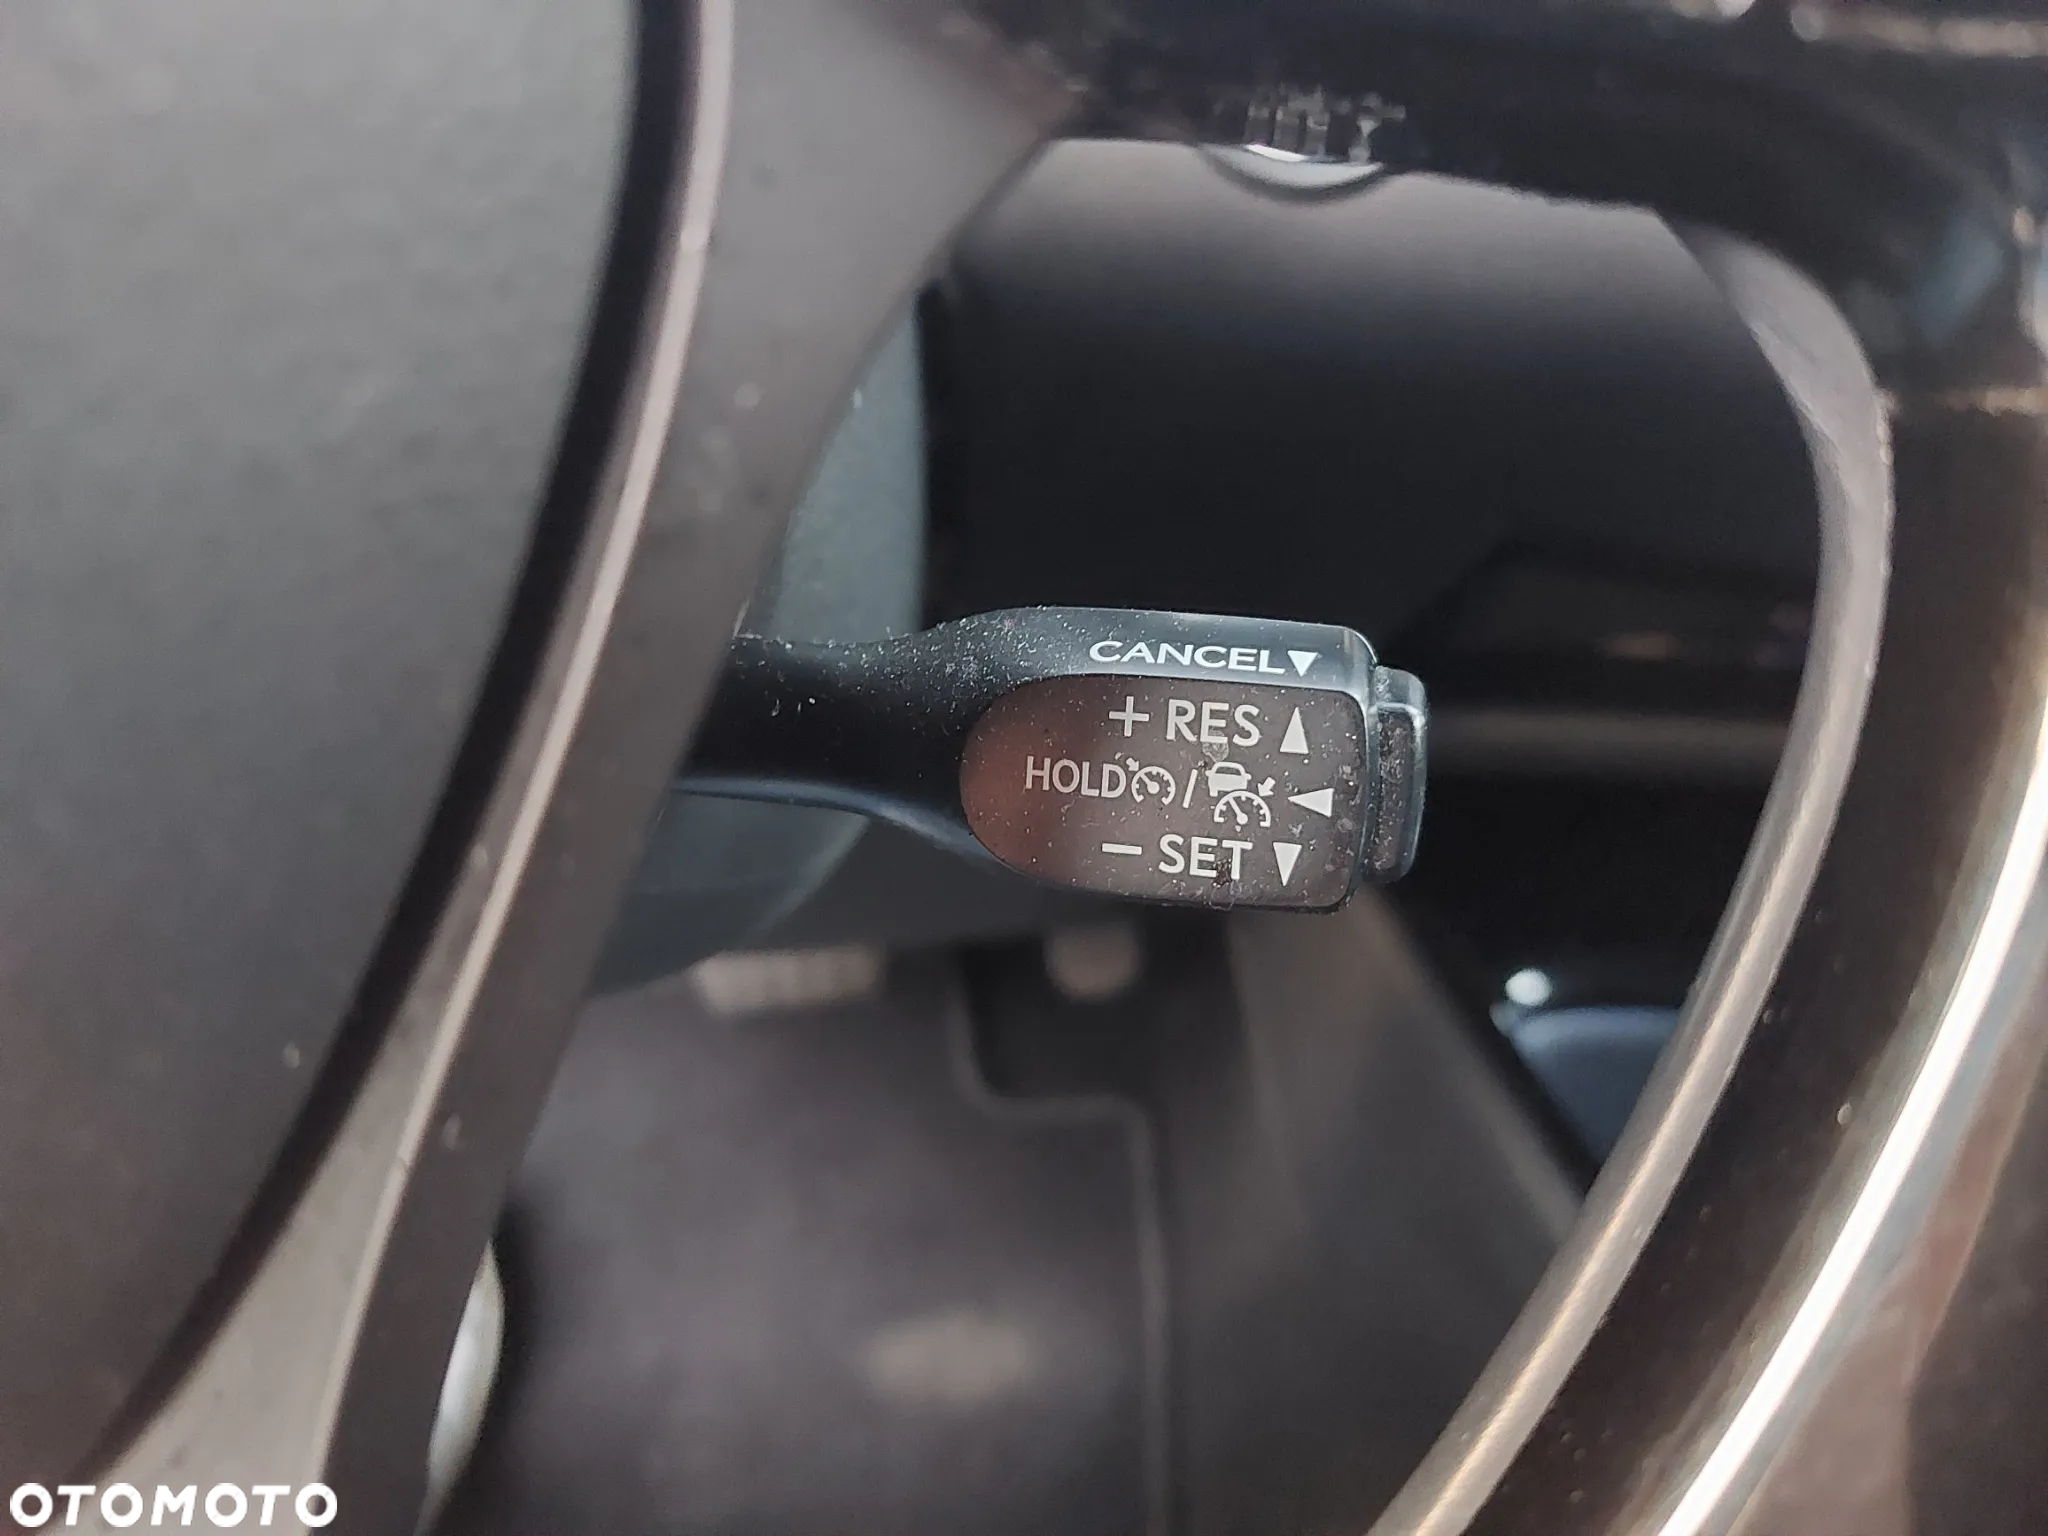 CANCEL▼
+ RES ▲
HOLD / ◄
- SET ▼
OTOMOTO